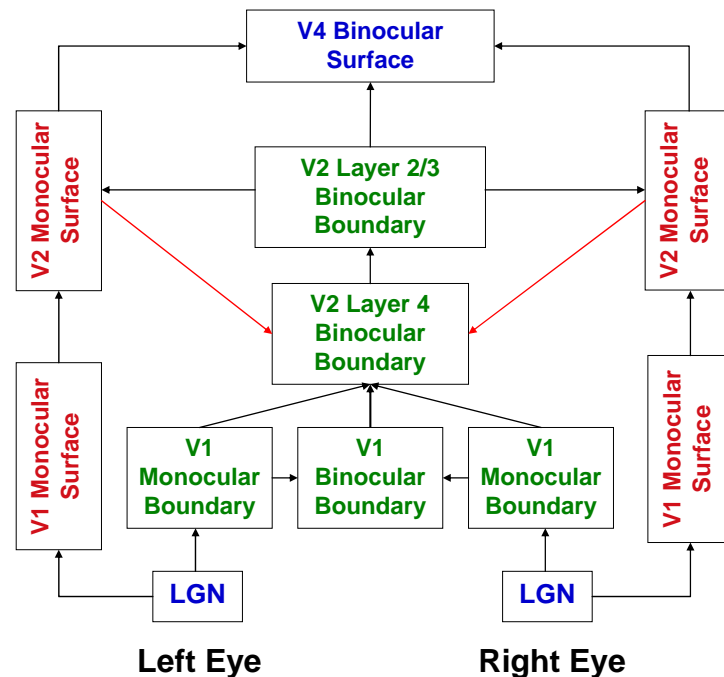 V4 Binocular
Surface
V2 Monocular
Surface
V2 Layer 2/3
Binocular
Boundary
V2 Monocular
Surface
V2 Layer 4
Binocular
Boundary
V1 Monocular
Surface
V1
Monocular
Boundary
V1
Binocular
Boundary
V1
Monocular
Boundary
V1 Monocular
Surface
LGN
LGN
Left Eye
Right Eye